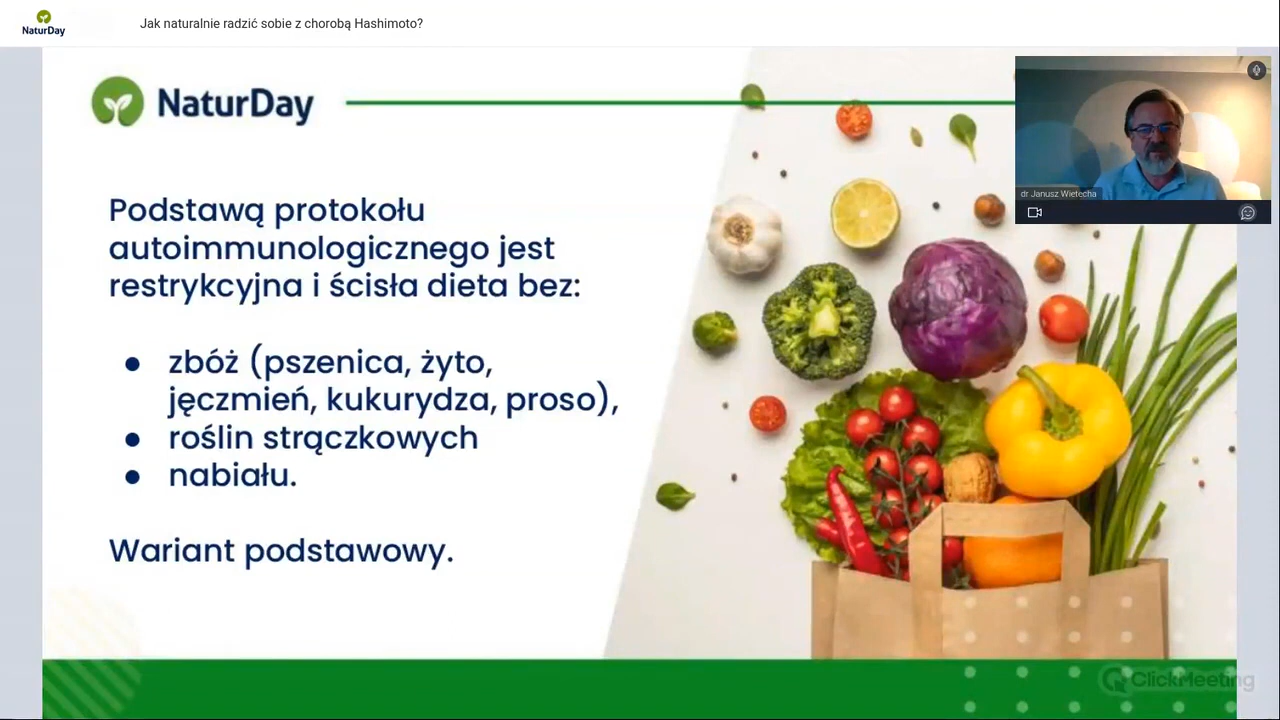 NaturDay
Jak naturalnie radzić sobie z chorobą Hashimoto?
NaturDay
dr Janusz Wietecha
Podstawą protokołu
autoimmunologicznego jest
restrykcyjna i ścisła dieta bez:
● zbóż (pszenica, żyto,
jęczmień, kukurydza, proso),
● roślin strączkowych
● nabiału.
Wariant podstawowy.
ClickMeeting